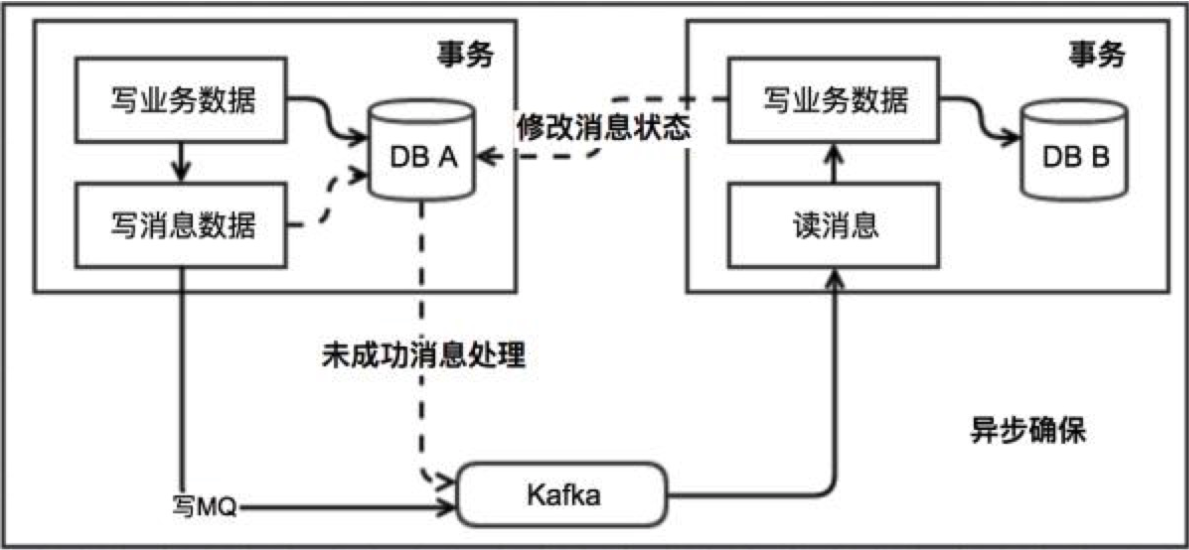 事务
写业务数据
DB A
写消息数据
修改消息状态
事务
写业务数据
DB B
读消息
未成功消息处理
异步确保
写MQ
Kafka